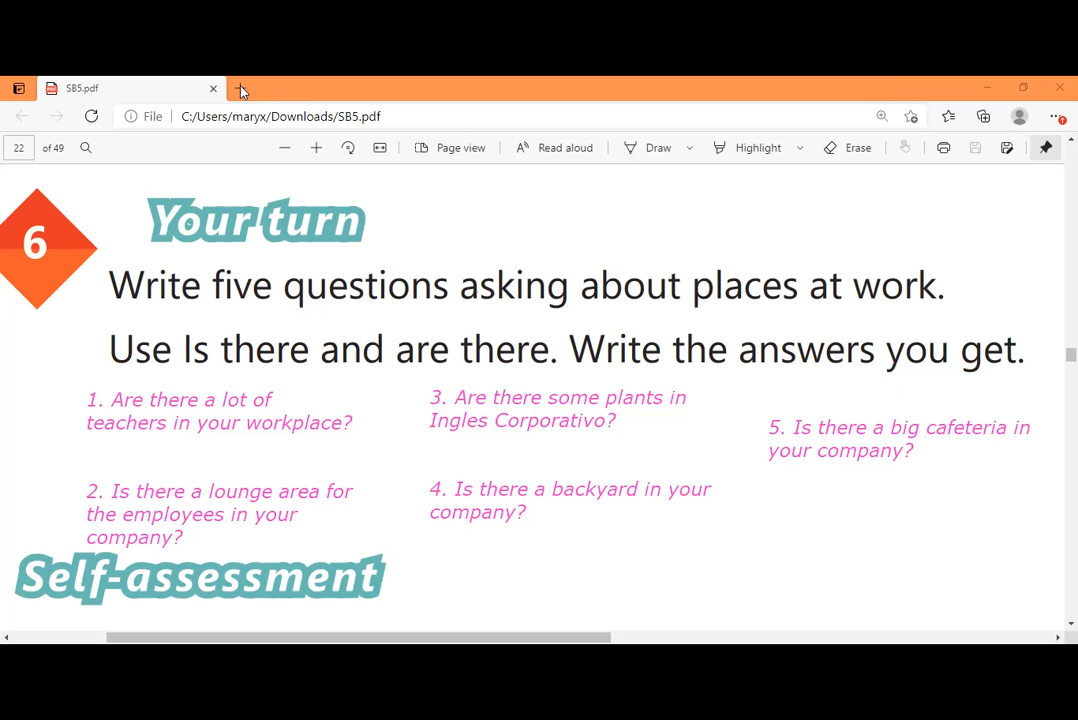 SB5.pdf
File
C:/Users/maryx/Downloads/SB5.pdf
22 of 49
Page view
Read aloud
Draw
Highlight
Erase
6
Your turn
Write five questions asking about places at work.
Use Is there and are there. Write the answers you get.
1. Are there a lot of
teachers in your workplace?
2. Is there a lounge area for
the employees in your
company?
3. Are there some plants in
Ingles Corporativo?
4. Is there a backyard in your
company?
5. Is there a big cafeteria in
your company?
Self-assessment